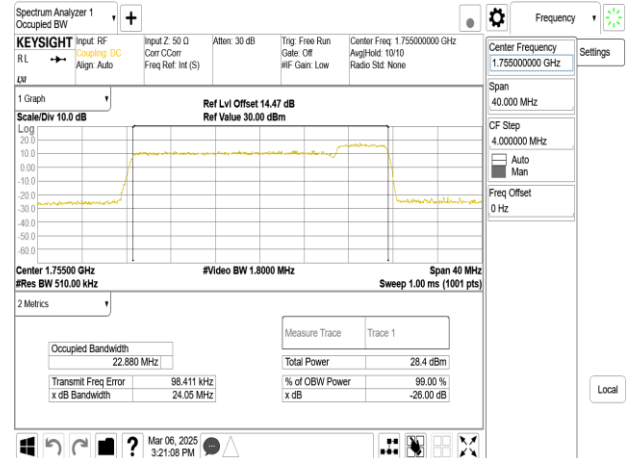 Spectrum Analyzer 1
Occupied BW
Frequency
KEYSIGHT
RL
LXI
Input: RF
Coupling: DC
Align: Auto
Input Z: 50 Ω
Corr CCorr
Freq Ref: Int (S)
Atten: 30 dB
Trig: Free Run
Gate: Off
#IF Gain: Low
Center Freq: 1.755000000 GHz
Avg|Hold: 10/10
Radio Std: None
Center Frequency
1.755000000 GHz
Settings
Span
40.000 MHz
CF Step
4.000000 MHz
Auto
Man
Freq Offset
0 Hz
Local
1 Graph
Ref Lvl Offset 14.47 dB
Scale/Div 10.0 dB
Ref Value 30.00 dBm
Log
20.0
10.0
0.00
-10.0
-20.0
-30.0
-40.0
-50.0
-60.0
Center 1.75500 GHz
#Video BW 1.8000 MHz
Span 40 MHz
#Res BW 510.00 kHz
Sweep 1.00 ms (1001 pts)
2 Metrics
Measure Trace Trace 1
Occupied Bandwidth
22.880 MHz
Total Power 28.4 dBm
Transmit Freq Error 98.411 kHz
% of OBW Power 99.00 %
x dB Bandwidth 24.05 MHz
x dB -26.00 dB
Mar 06, 2025
3:21:08 PM